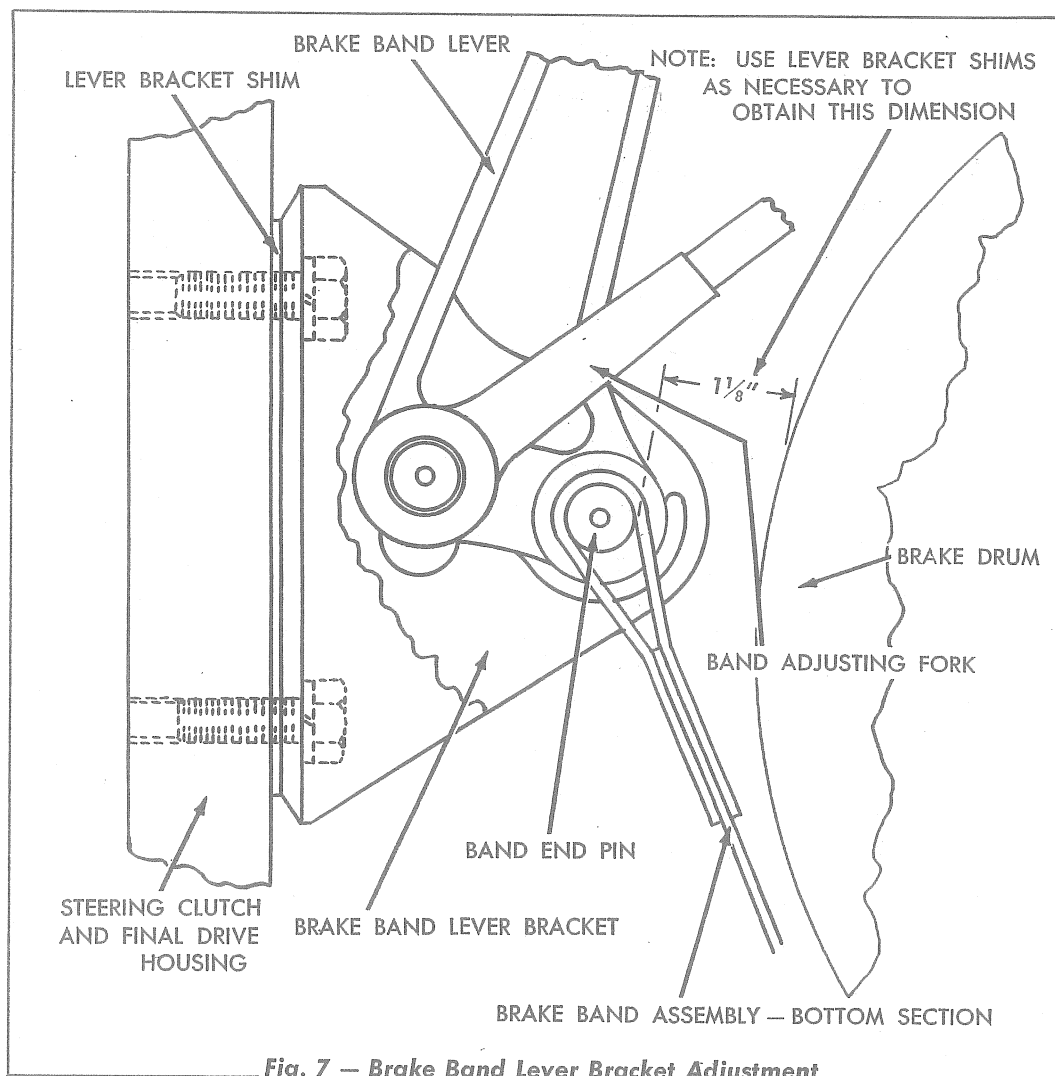 BRAKE BAND LEVER
LEVER BRACKET SHIM
NOTE: USE LEVER BRACKET SHIMS
AS NECESSARY TO
OBTAIN THIS DIMENSION
1 1/8"
BRAKE DRUM
BAND ADJUSTING FORK
BAND END PIN
STEERING CLUTCH
AND FINAL DRIVE
HOUSING
BRAKE BAND LEVER BRACKET
BRAKE BAND ASSEMBLY — BOTTOM SECTION
Fig. 7 — Brake Band Lever Bracket Adjustment